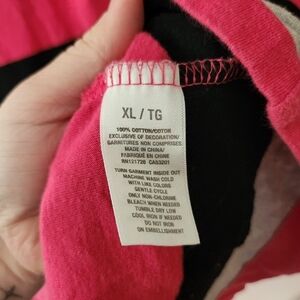 XL / TG
100% COTTON/COTON
EXCLUSIVE OF DECORATION/
GARNITURES NON COMPRISES
MADE IN CHINA/
FABRIQUÉ EN CHINE
RN121728 CA53201
TURN GARMENT INSIDE OUT
MACHINE WASH COLD
WITH LIKE COLORS
GENTLE CYCLE
ONLY NON-CHLORINE
BLEACH WHEN NEEDED
TUMBLE DRY LOW
COOL IRON IF NEEDED
DO NOT IRON
ON EMBELLISHMENT